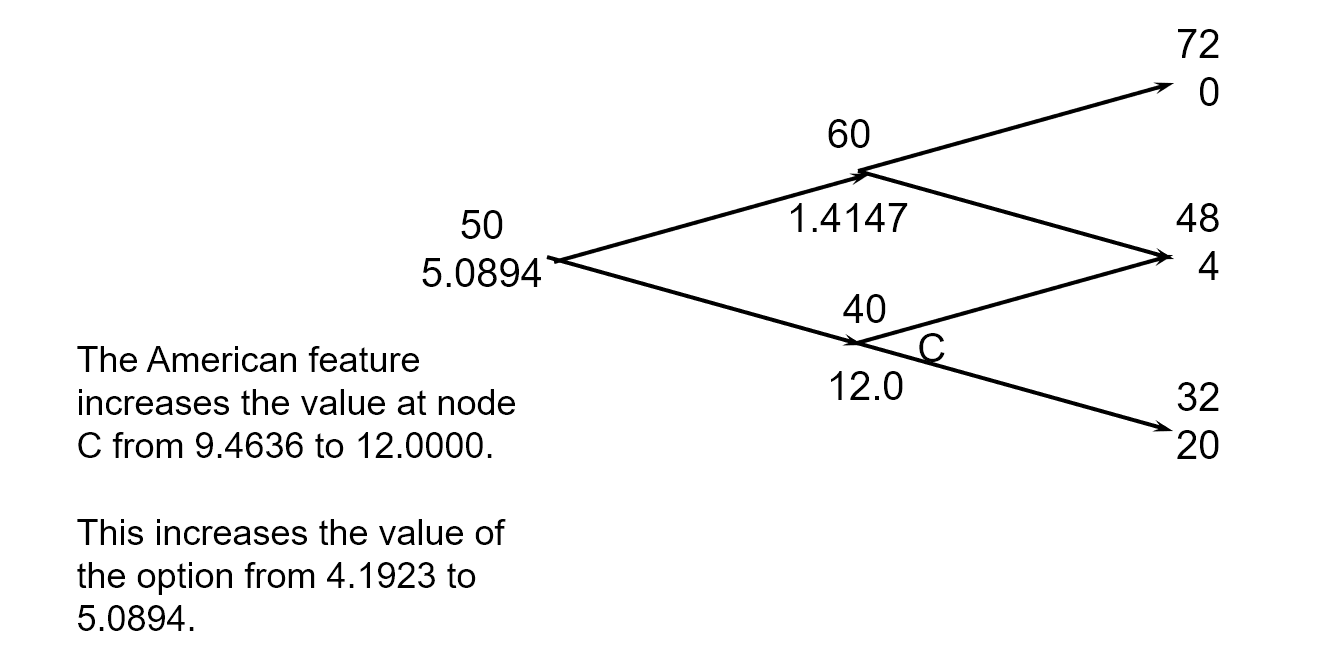 72
0
60
1.4147
48
4
50
5.0894
40
C
12.0
32
20
The American feature
increases the value at node
C from 9.4636 to 12.0000.
This increases the value of
the option from 4.1923 to
5.0894.